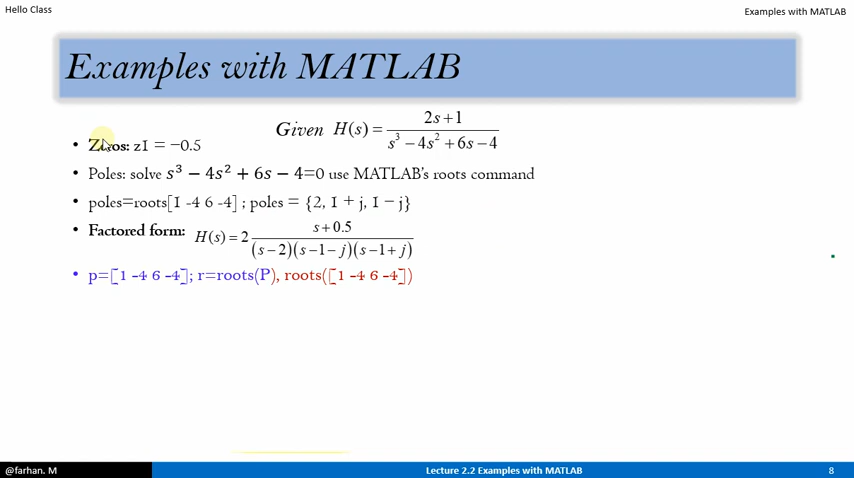 Hello Class
Examples with MATLAB
Examples with MATLAB
Given H(s) = (2s+1)/(s³ − 4s² + 6s − 4)
• Zeros: z1 = −0.5
• Poles: solve s³ − 4s² + 6s − 4=0 use MATLAB's roots command
• poles=roots[1 -4 6 -4] ; poles = {2, 1 + j, 1 − j}
• Factored form: H(s) = 2 (s+0.5)/((s−2)(s−1−j)(s−1+j))
• p=[1 -4 6 -4]; r=roots(P), roots([1 -4 6 -4])
@farhan. M
Lecture 2.2 Examples with MATLAB
8